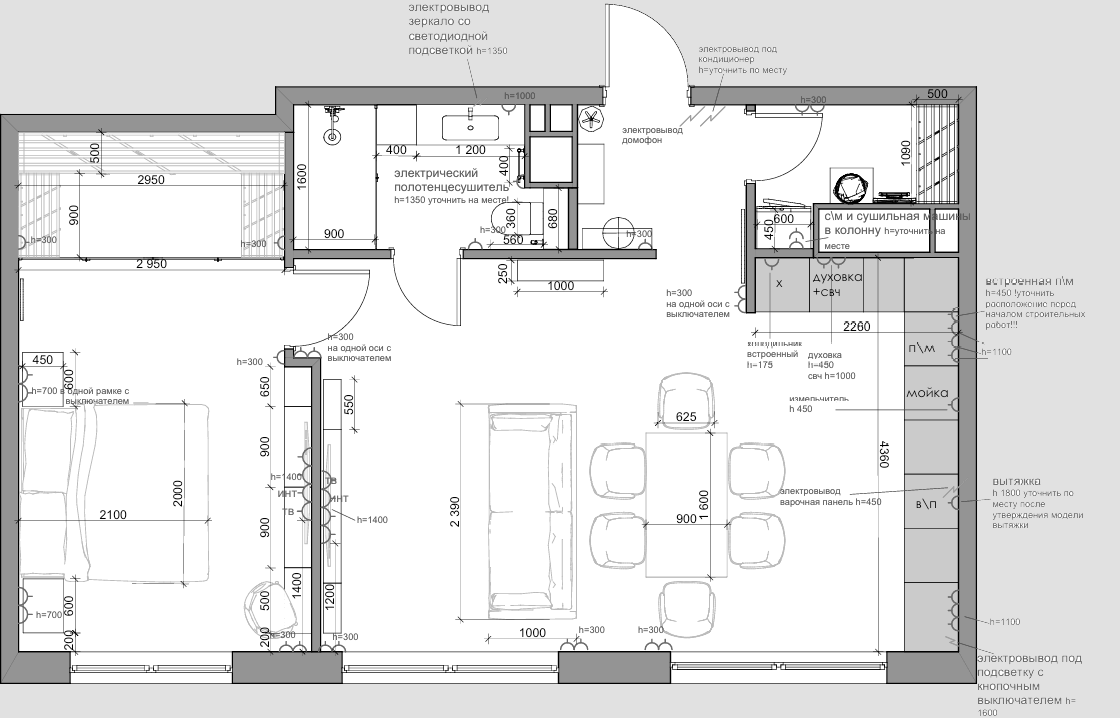 электровывод
зеркало со
светодиодной
подсветкой h=1350
электровывод под
кондиционер
h=уточнить по месту
h=1000
h=300
500
электровывод
домофон
500
2950
900
h=300
h=300
2 950
1600
900
400
1 200
400
электрический
полотенцесушитель
h=1350 уточнить на месте!
360
680
h=300
560
h=300
1090
600
450
с\м и сушильная машины
в колонну h=уточнить на
месте
250
1000
h=300
на одной оси с
выключателем
х
духовка
+свч
2260
встроенная п\м
h=450 !уточнить
расположение перед
началом строительных
работ!!!
h=1100
п\м
холодильник
встроенный
h-175
духовка
h-450
свч h=1000
измельчитель
h 450
мойка
h=300
на одной оси с
выключателем
h=300
450
600
h=700 в одной рамке с
выключателем
650
550
900
h=1400
инт
тв
тв
инт
h=1400
2100
2000
900
500
200
1400
1200
h=300
h=300
h=700
600
200
2 390
1000
h=300
h=300
625
900
1 600
4360
электровывод
варочная панель h=450
в\п
вытяжка
h 1800 уточнить по
месту после
утверждения модели
вытяжки
h=1100
электровывод под
подсветку с
кнопочным
выключателем h=
1600